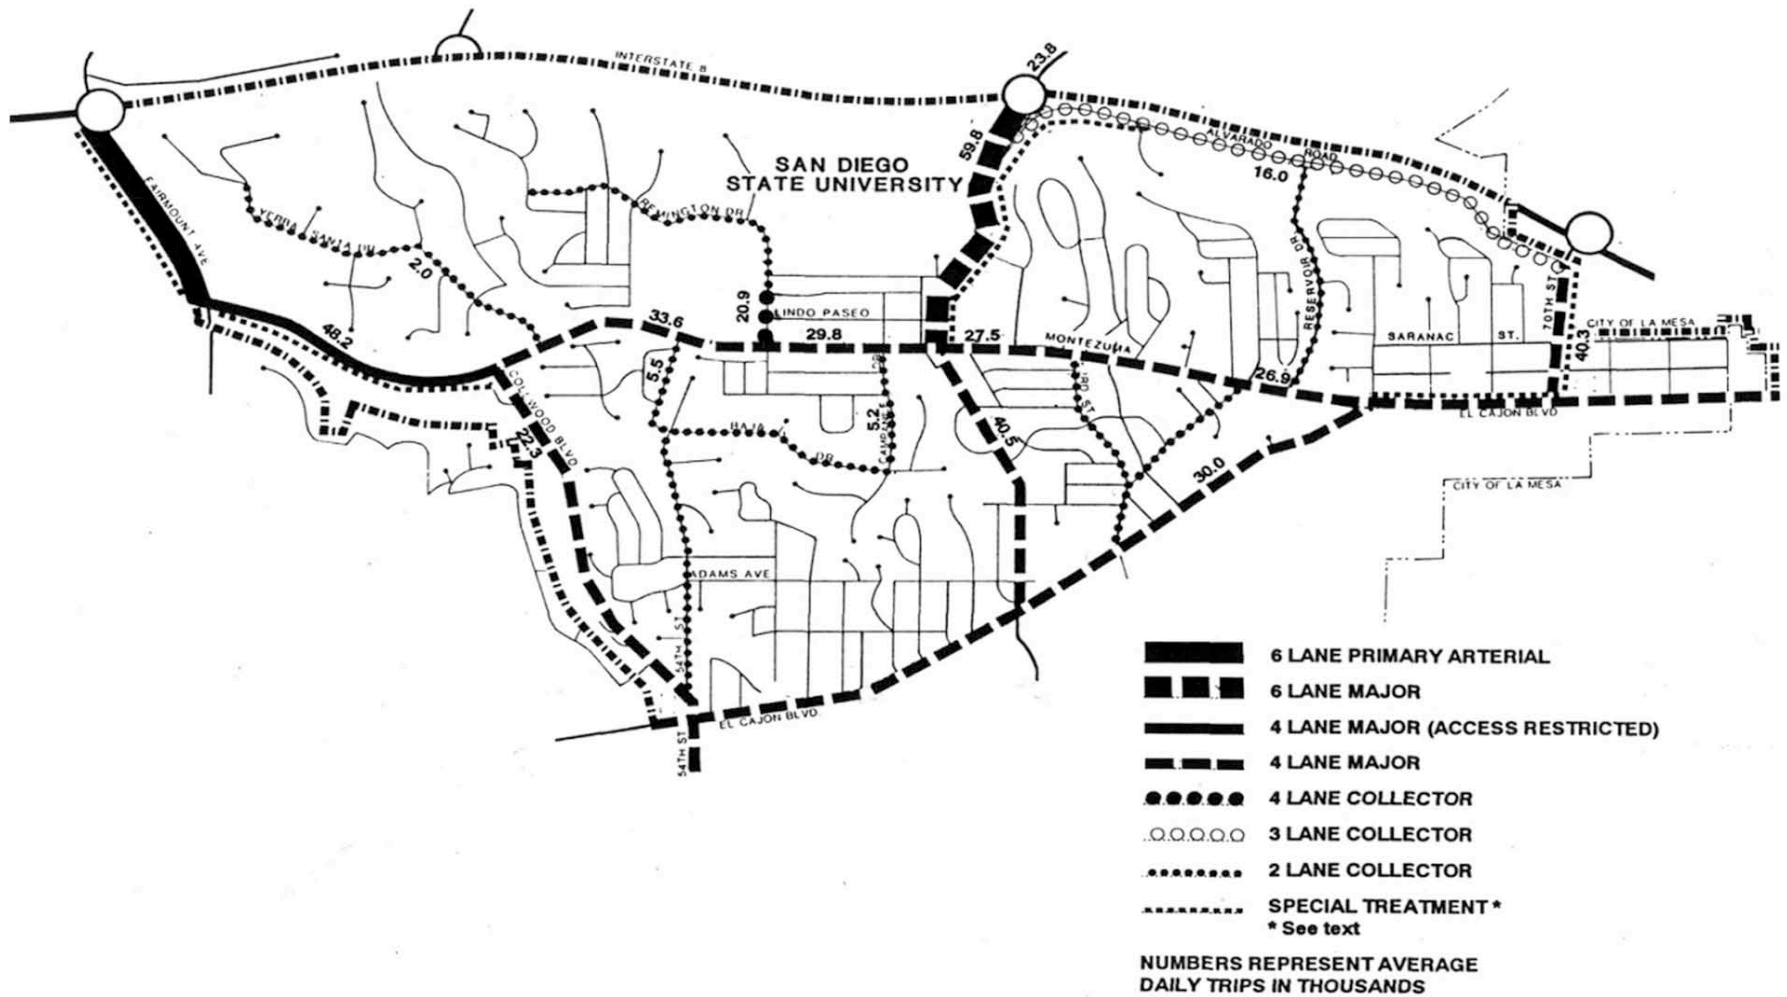 23.8
INTERSTATE 8
59.8
ALVARADO ROAD
SAN DIEGO
STATE UNIVERSITY
16.0
FAIRMOUNT AVE
REMINGTON DR
YERBA SANTA DR
2.0
RESERVOIR DR
20.9
LINDO PASEO
70TH ST
CITY OF LA MESA
48.2
33.6
29.8
27.5
MONTEZUMA
SARANAC ST.
40.3
5.5
26.9
COLLWOOD BLVD
EL CAJON BLVD
5.2
BAJA DR
40.5
22.3
30.0
CITY OF LA MESA
ADAMS AVE
54TH ST
EL CAJON BLVD.
54TH ST
6 LANE PRIMARY ARTERIAL
6 LANE MAJOR
4 LANE MAJOR (ACCESS RESTRICTED)
4 LANE MAJOR
4 LANE COLLECTOR
3 LANE COLLECTOR
2 LANE COLLECTOR
SPECIAL TREATMENT *
* See text
NUMBERS REPRESENT AVERAGE
DAILY TRIPS IN THOUSANDS